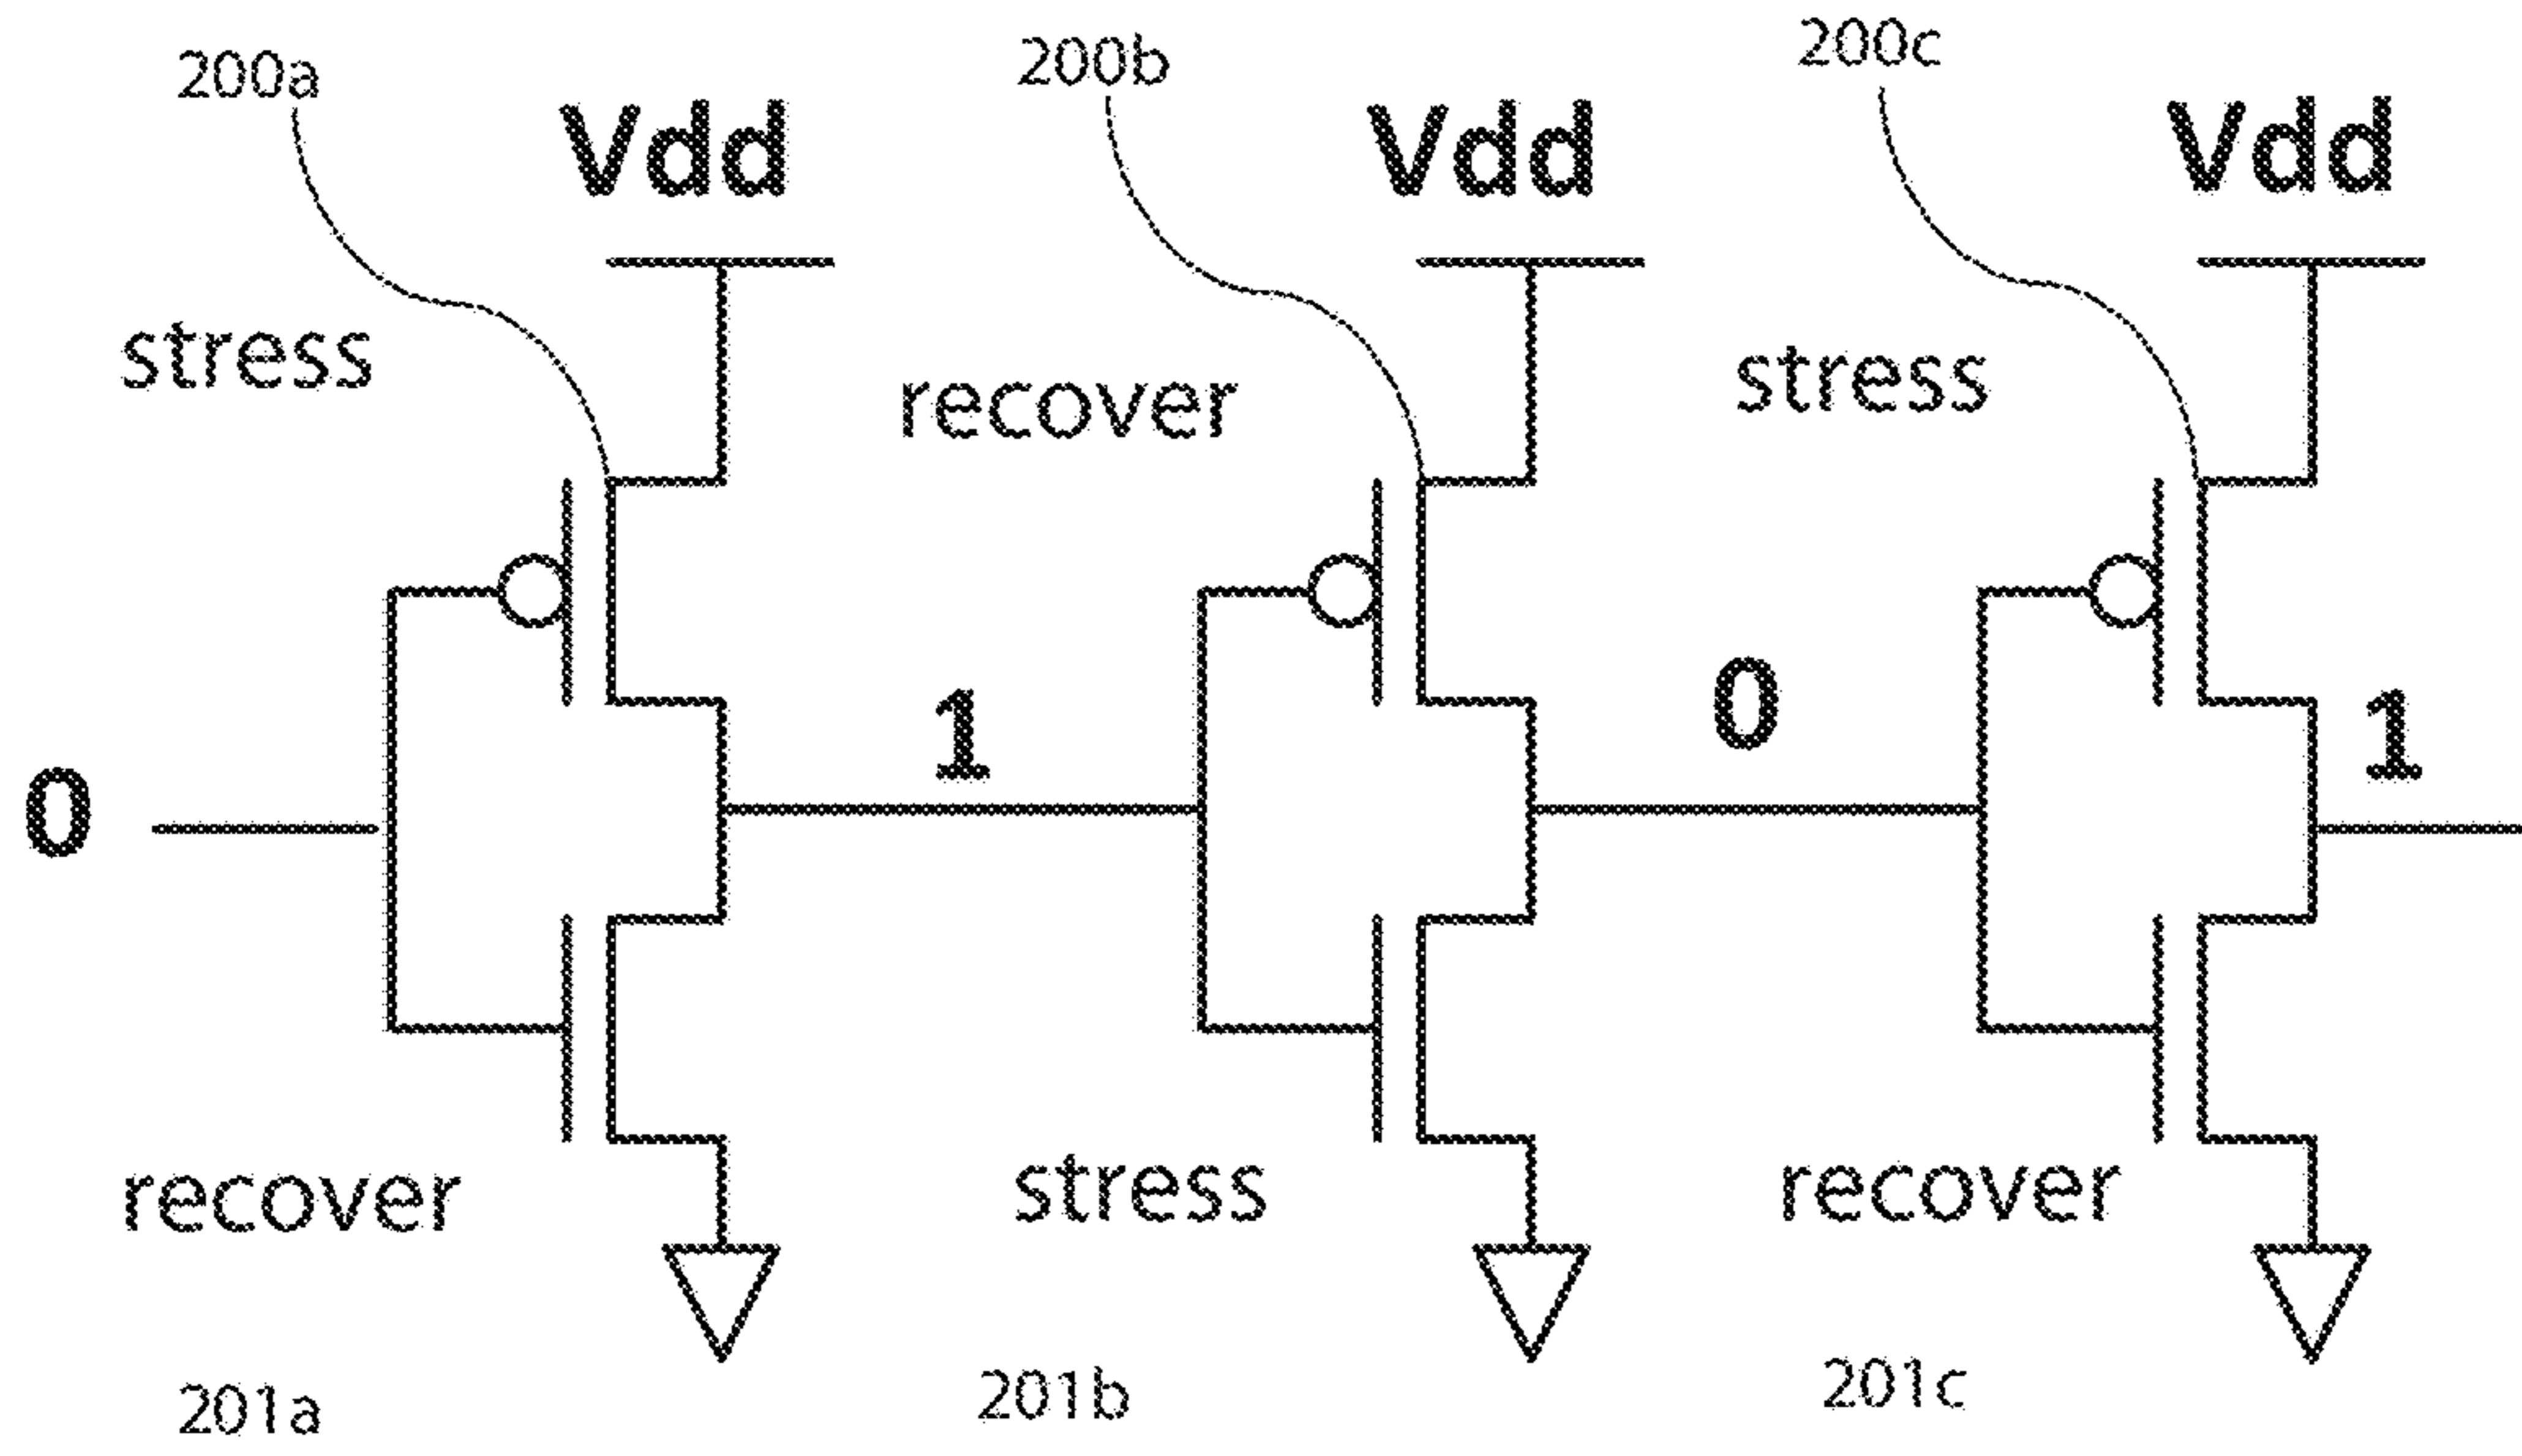 200a
200b
200c
Vdd
Vdd
Vdd
stress
recover
stress
0
1
0
1
recover
stress
recover
201a
201b
201c